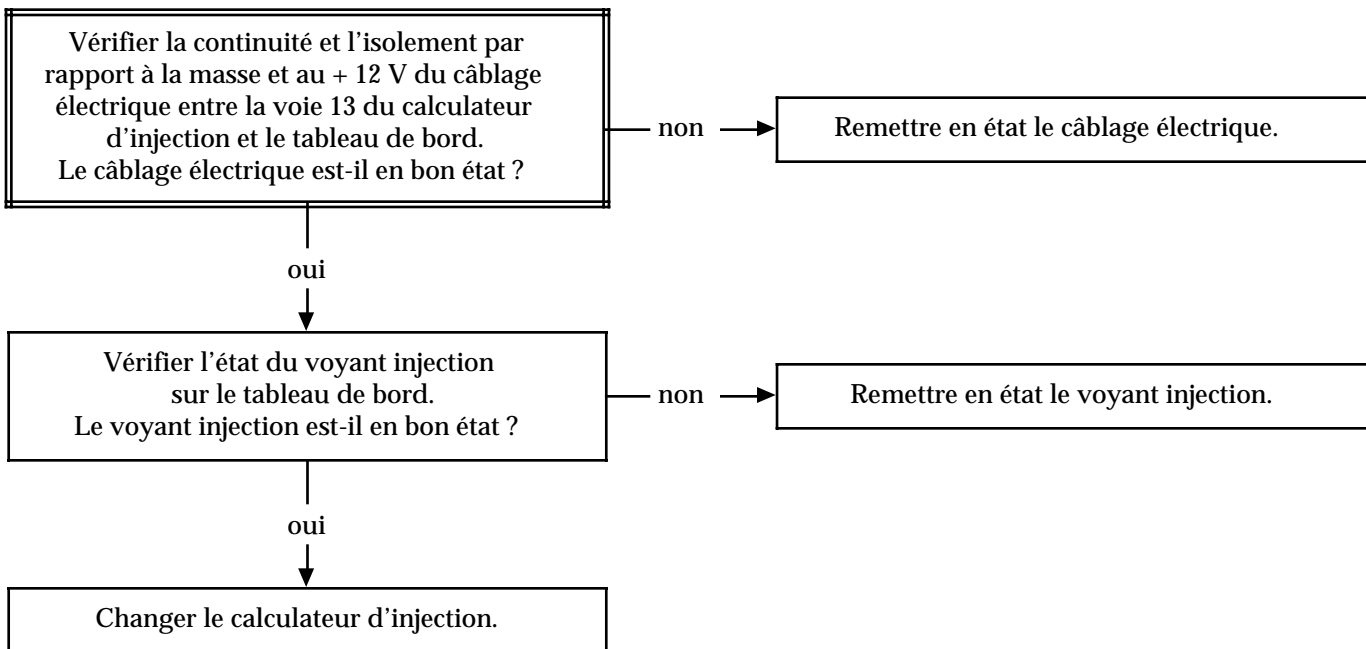 Vérifier la continuité et l’isolement par
rapport à la masse et au + 12 V du câblage
électrique entre la voie 13 du calculateur
d’injection et le tableau de bord.
Le câblage électrique est-il en bon état ?
non
Remettre en état le câblage électrique.
oui
Vérifier l’état du voyant injection
sur le tableau de bord.
Le voyant injection est-il en bon état ?
non
Remettre en état le voyant injection.
oui
Changer le calculateur d’injection.